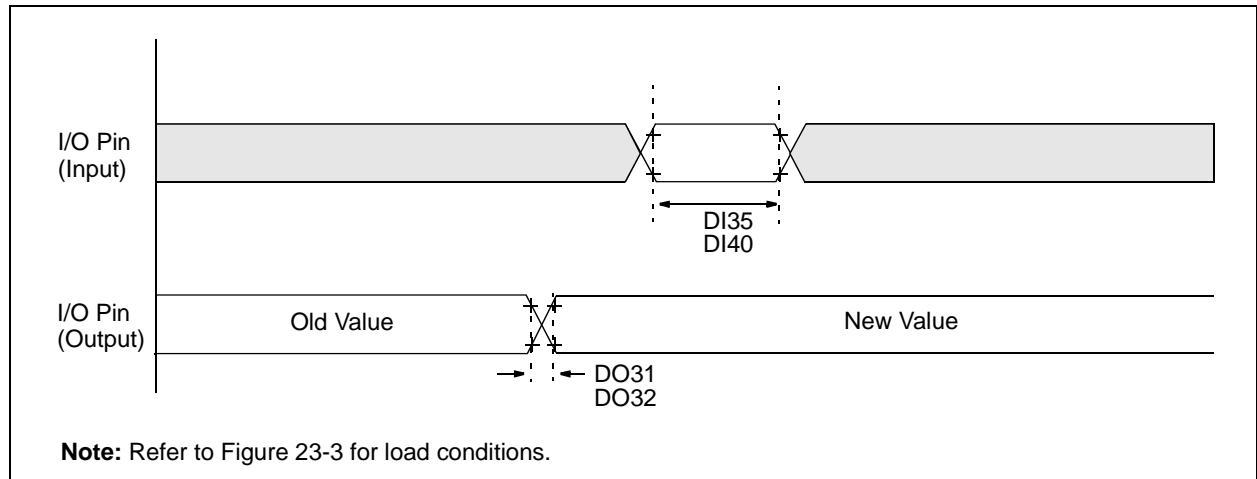 I/O Pin
(Input)
DI35
DI40
I/O Pin
(Output)
Old Value
New Value
DO31
DO32
Note: Refer to Figure 23-3 for load conditions.